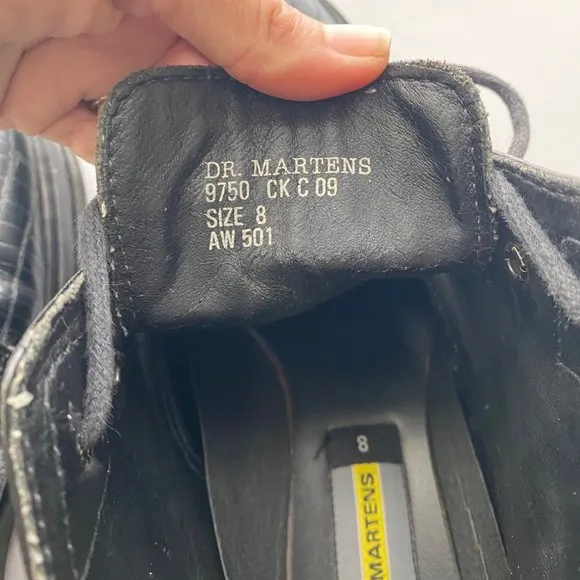 DR. MARTENS
9750 CK C 09
SIZE 8
AW 501
8
MARTENS